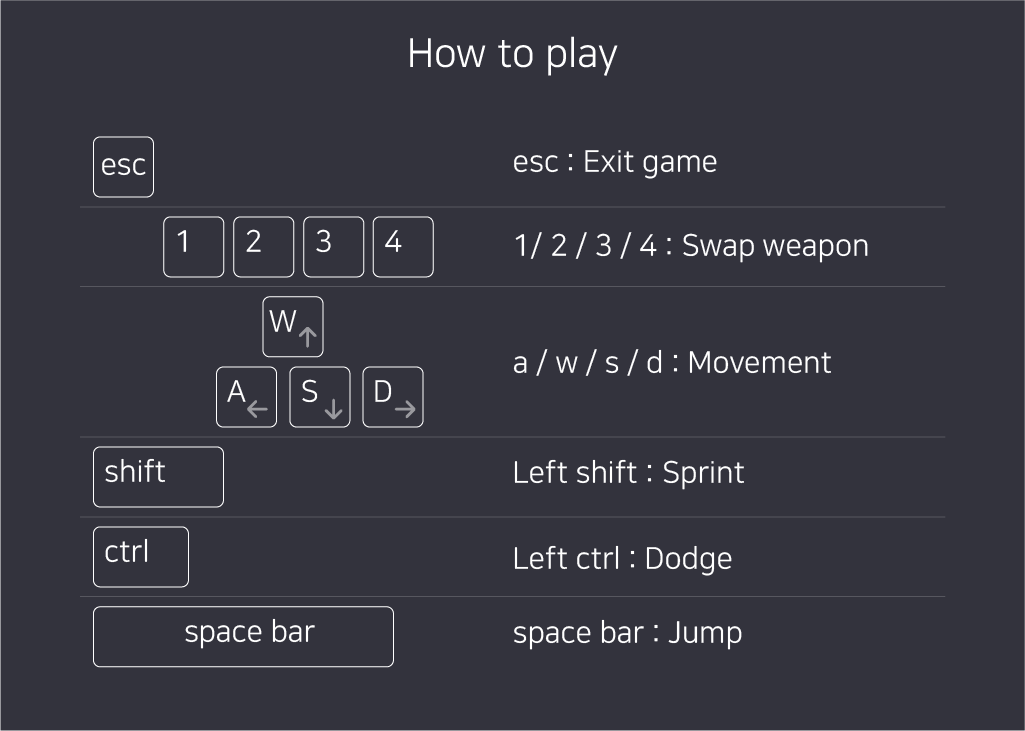 How to play
esc
esc : Exit game
1 2 3 4
1/ 2 / 3 / 4 : Swap weapon
W
A S D
a / w / s / d : Movement
shift
Left shift : Sprint
ctrl
Left ctrl : Dodge
space bar
space bar : Jump